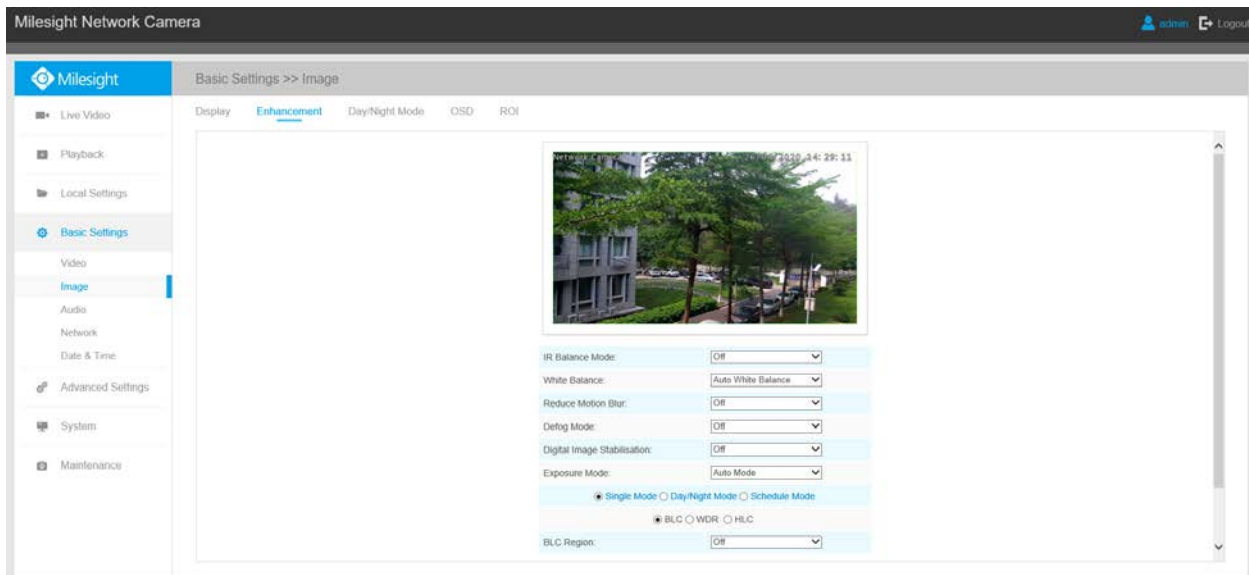 Milesight Network Camera
admin Logout
Milesight
Basic Settings >> Image
Live Video
Playback
Local Settings
Basic Settings
Video
Image
Audio
Network
Date & Time
Advanced Settings
System
Maintenance
Display Enhancement Day/Night Mode OSD ROI
Network Camera 2020 14:29:11
IR Balance Mode: Off
White Balance: Auto White Balance
Reduce Motion Blur: Off
Defog Mode: Off
Digital Image Stabilisation: Off
Exposure Mode: Auto Mode
Single Mode Day/Night Mode Schedule Mode
BLC WDR HLC
BLC Region: Off